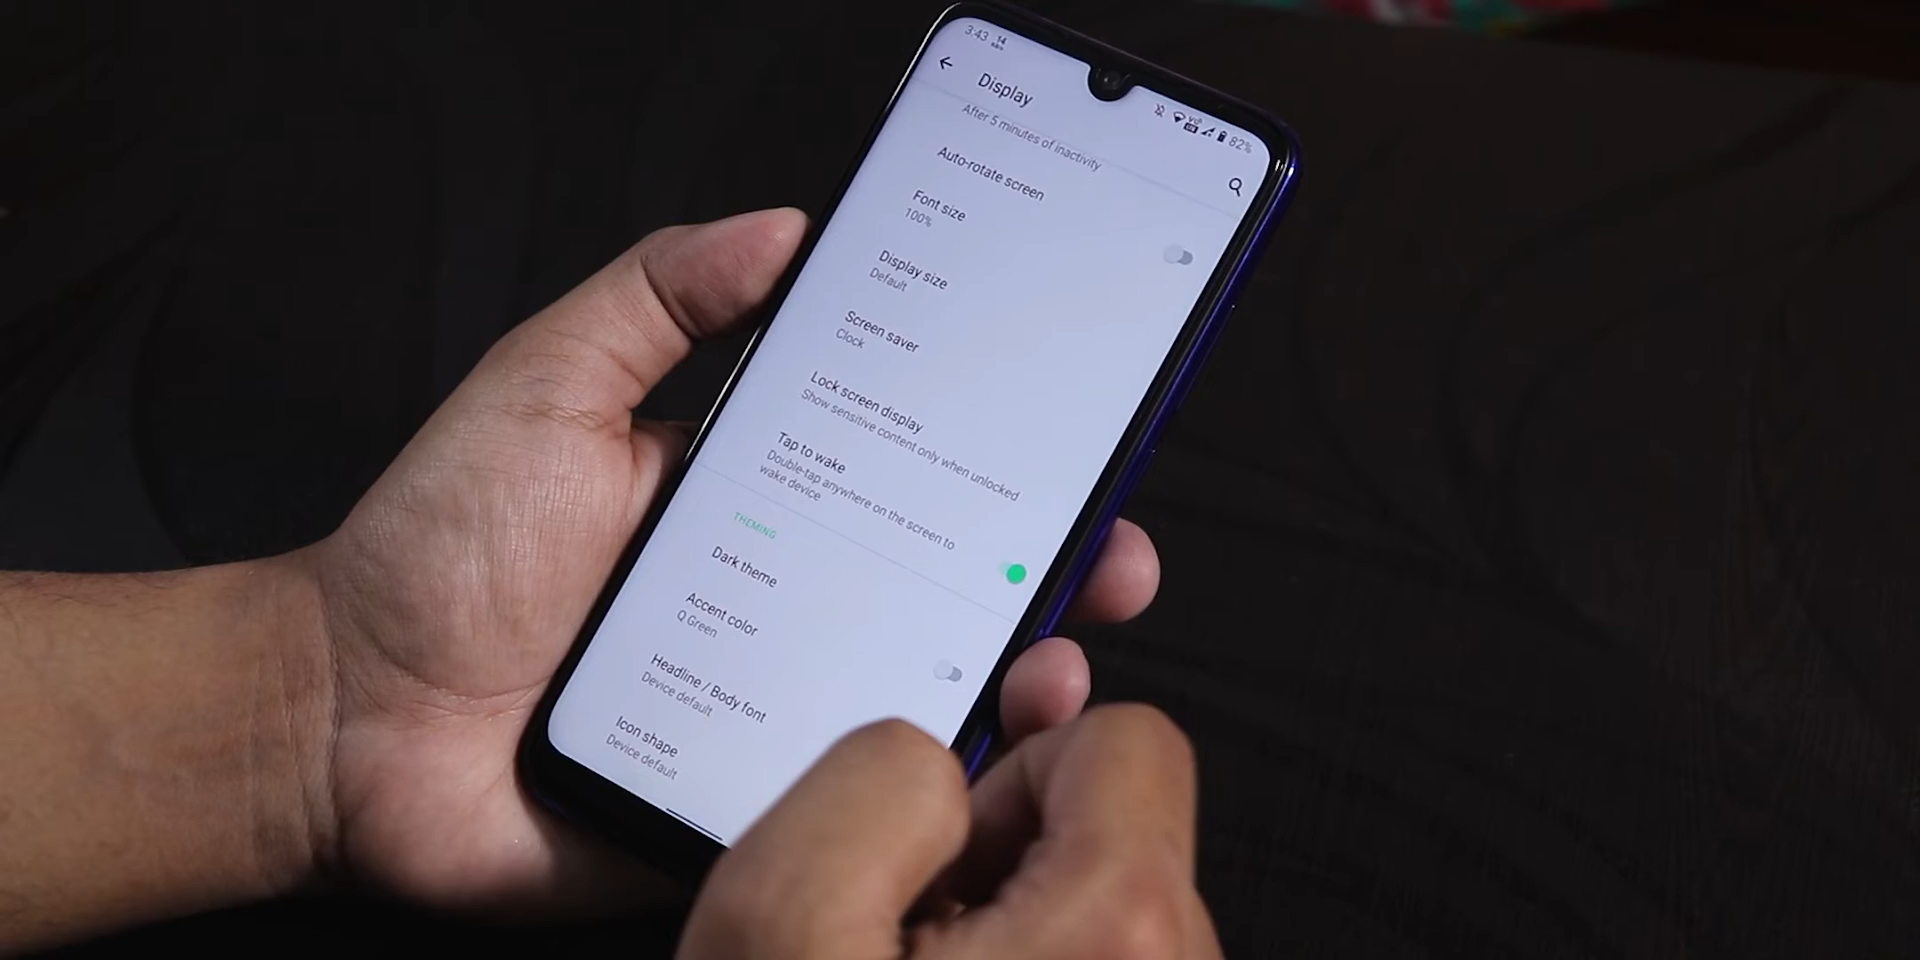 3:43 14
Display
82%
After 5 minutes of inactivity
Auto-rotate screen
Font size
100%
Display size
Default
Screen saver
Clock
Lock screen display
Show sensitive content only when unlocked
Tap to wake
Double-tap anywhere on the screen to
wake device
THEMING
Dark theme
Accent color
Q Green
Headline / Body font
Device default
Icon shape
Device default